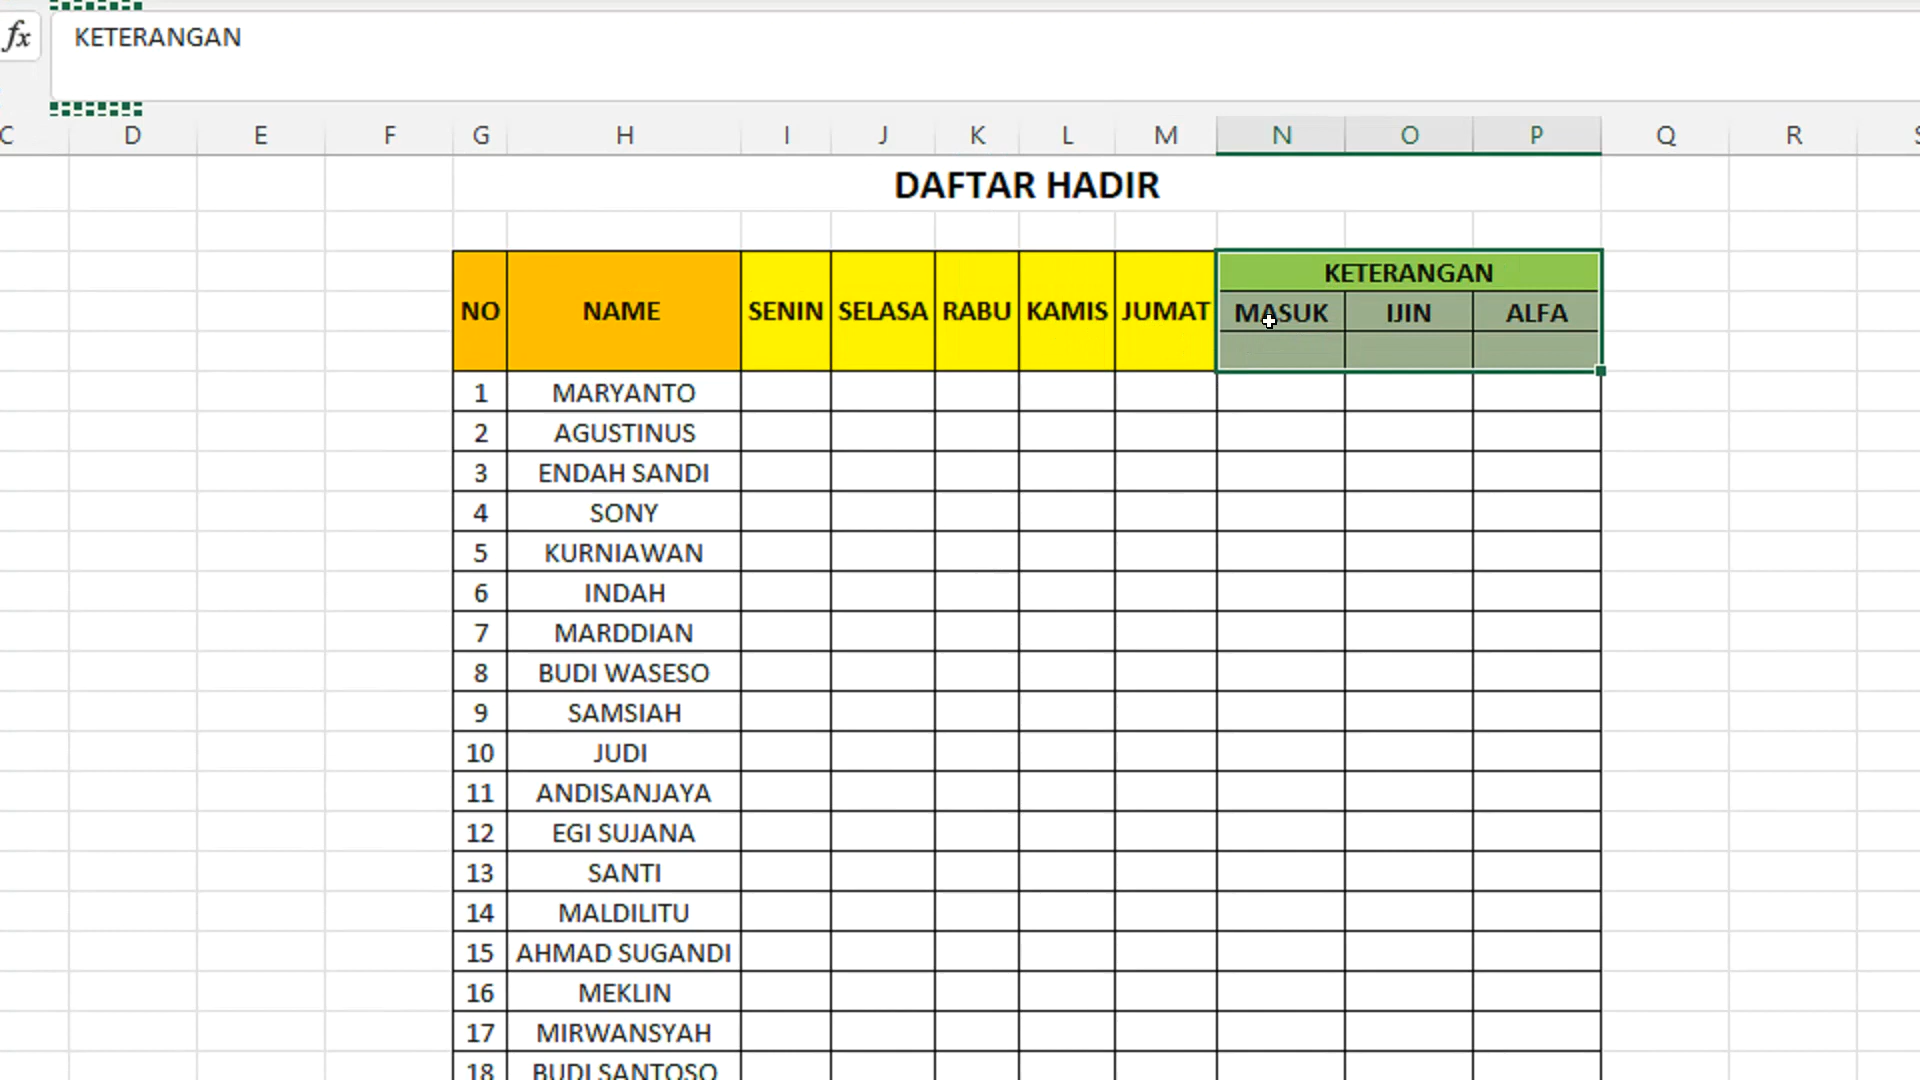 fx KETERANGAN
C D E F G H I J K L M N O P Q R S
DAFTAR HADIR
NO NAME SENIN SELASA RABU KAMIS JUMAT KETERANGAN
MASUK IJIN ALFA
1 MARYANTO
2 AGUSTINUS
3 ENDAH SANDI
4 SONY
5 KURNIAWAN
6 INDAH
7 MARDDIAN
8 BUDI WASESO
9 SAMSIAH
10 JUDI
11 ANDISANJAYA
12 EGI SUJANA
13 SANTI
14 MALDILITU
15 AHMAD SUGANDI
16 MEKLIN
17 MIRWANSYAH
18 BUDI SANTOSO